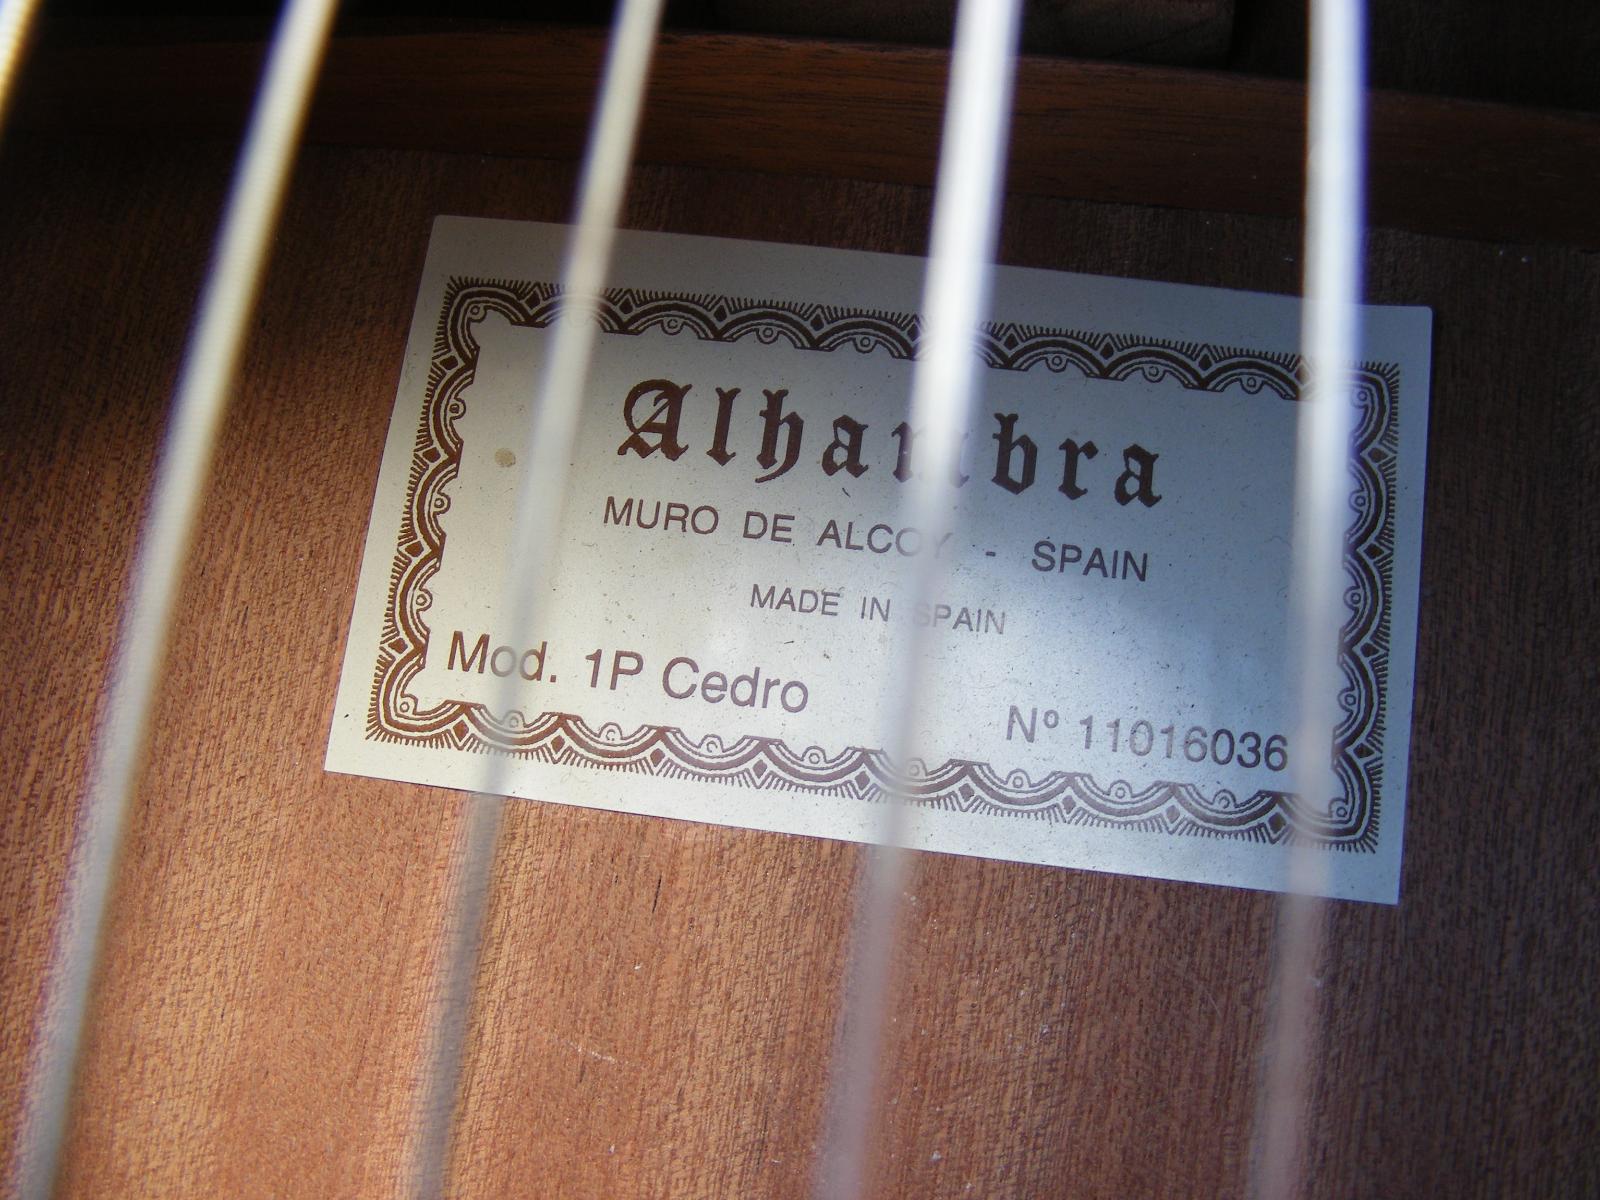 Alhambra
MURO DE ALCOY - SPAIN
MADE IN SPAIN
Mod. 1P Cedro
Nº 11016036